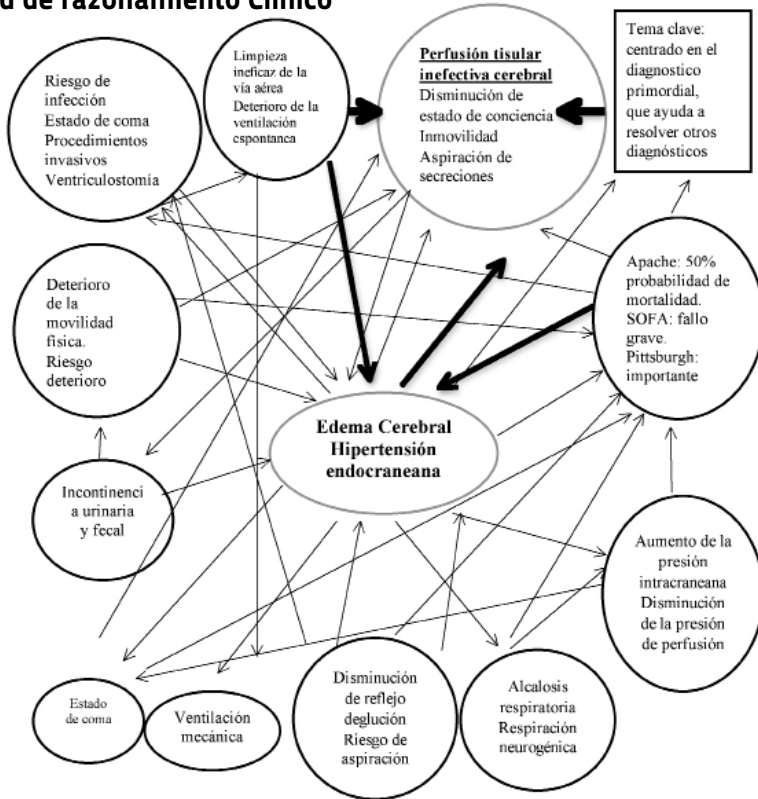 d de razonamiento Clínico
Riesgo de
infección
Estado de coma
Procedimientos
invasivos
Ventriculostomía
Limpieza
ineficaz de la
vía aérea
Deterioro de la
ventilación
espontanca
Perfusión tisular
inefectiva cerebral
Disminución de
estado de conciencia
Inmovilidad
Aspiración de
secreciones
Tema clave:
centrado en el
diagnostico
primordial,
que ayuda a
resolver otros
diagnósticos
Deterioro
de la
movilidad
física.
Riesgo
deterioro
Apache: 50%
probabilidad de
mortalidad.
SOFA: fallo
grave.
Pittsburgh:
importante
Edema Cerebral
Hipertensión
endocraneana
Incontinenci
a urinaria
y fecal
Aumento de la
presión
intracraneana
Disminución
de la presión
de perfusión
Estado
de coma
Ventilación
mecánica
Disminución
de reflejo
deglución
Riesgo de
aspiración
Alcalosis
respiratoria
Respiración
neurogénica